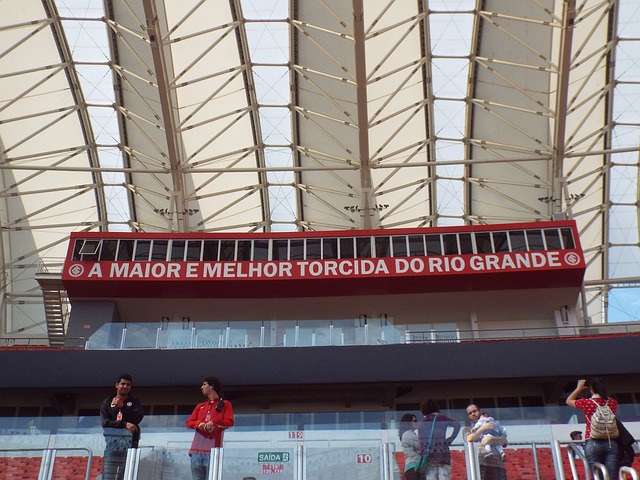 A MAIOR E MELHOR TORCIDA DO RIO GRANDE
119
SAÍDA
10